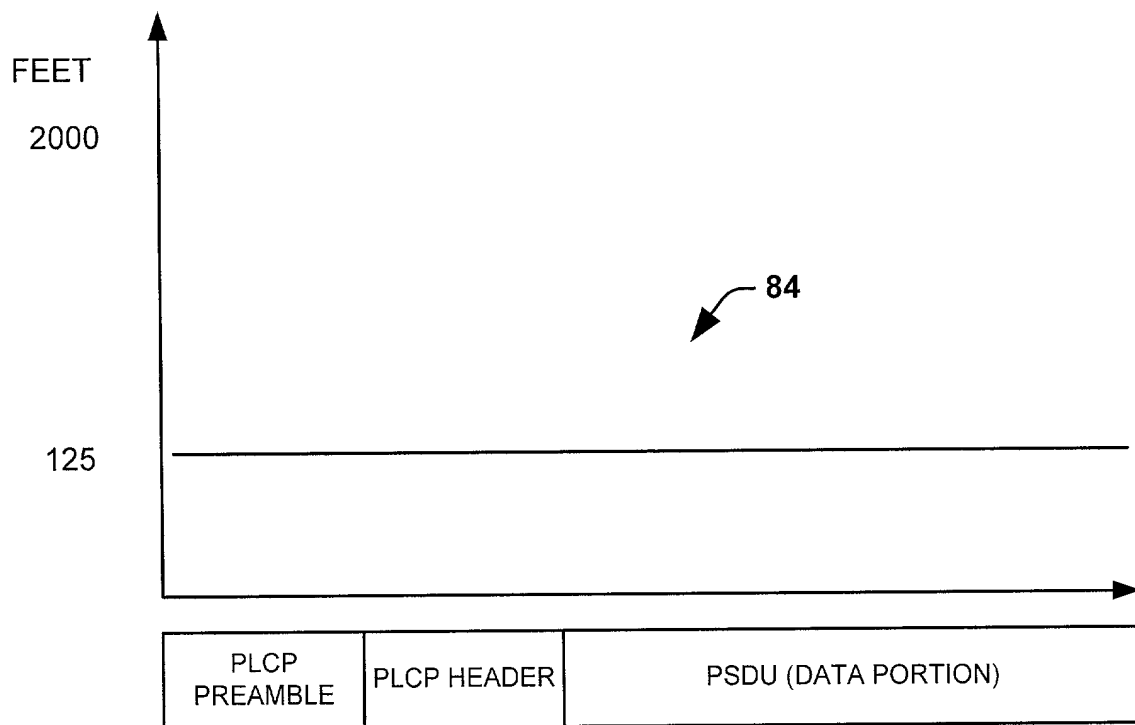 FEET
2000
84
125
PLCP
PREAMBLE
PLCP HEADER
PSDU (DATA PORTION)